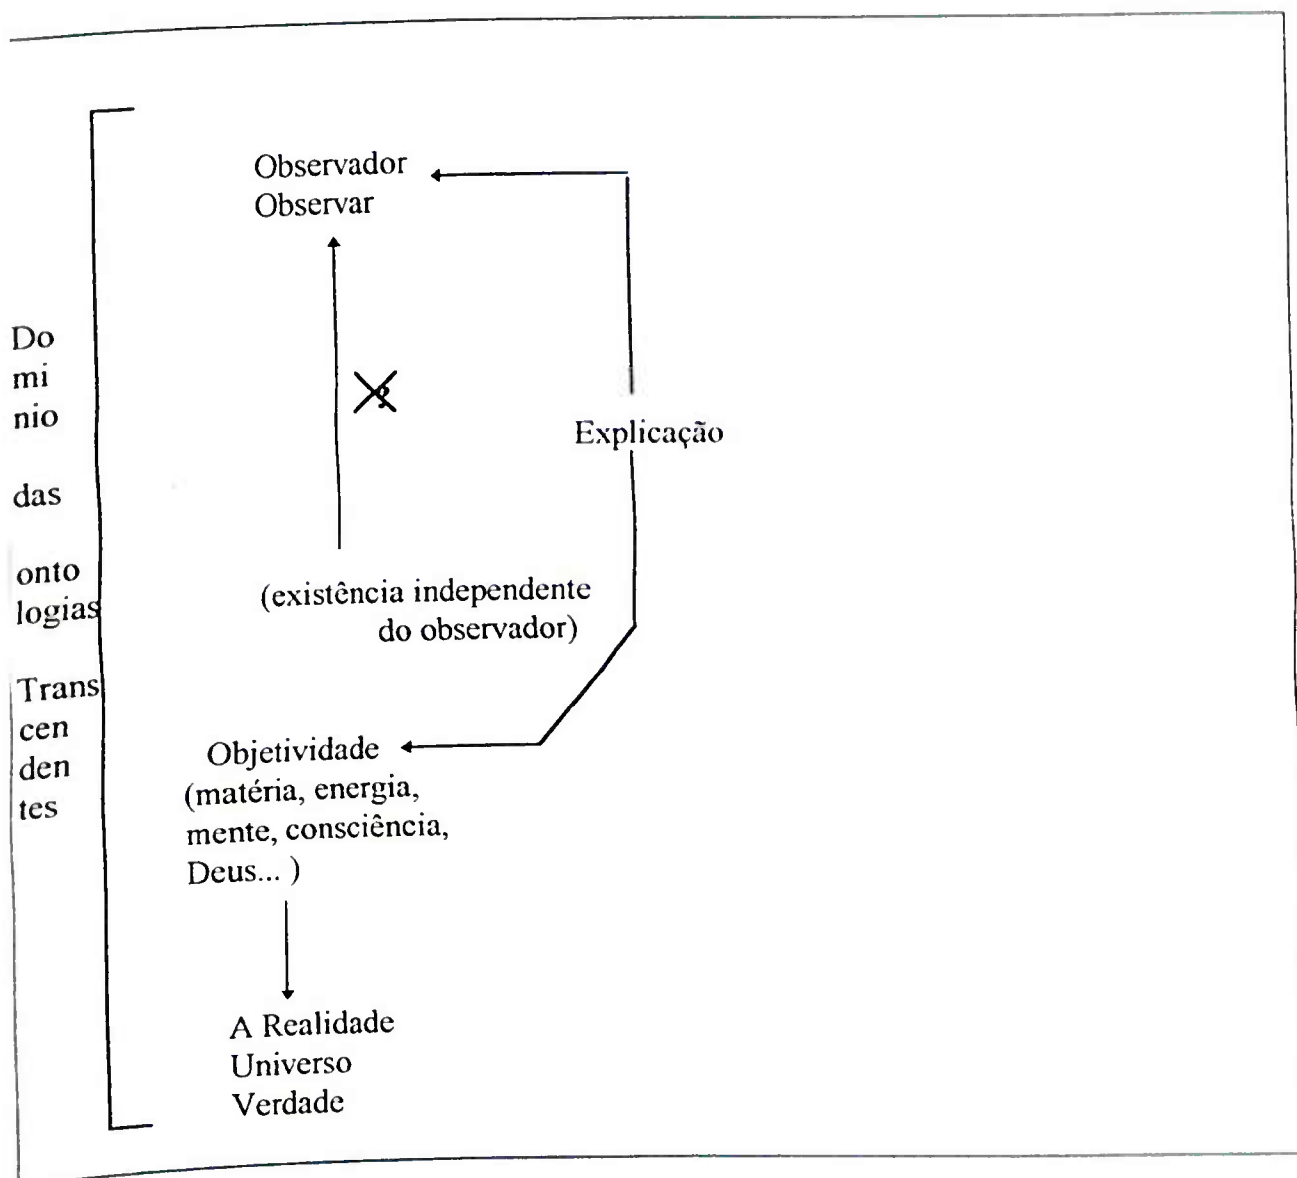 Observador
Observar
Do
mi
nio
das
onto
logias
Trans
cen
den
tes
?
Explicação
(existência independente
do observador)
Objetividade
(matéria, energia,
mente, consciência,
Deus... )
A Realidade
Universo
Verdade